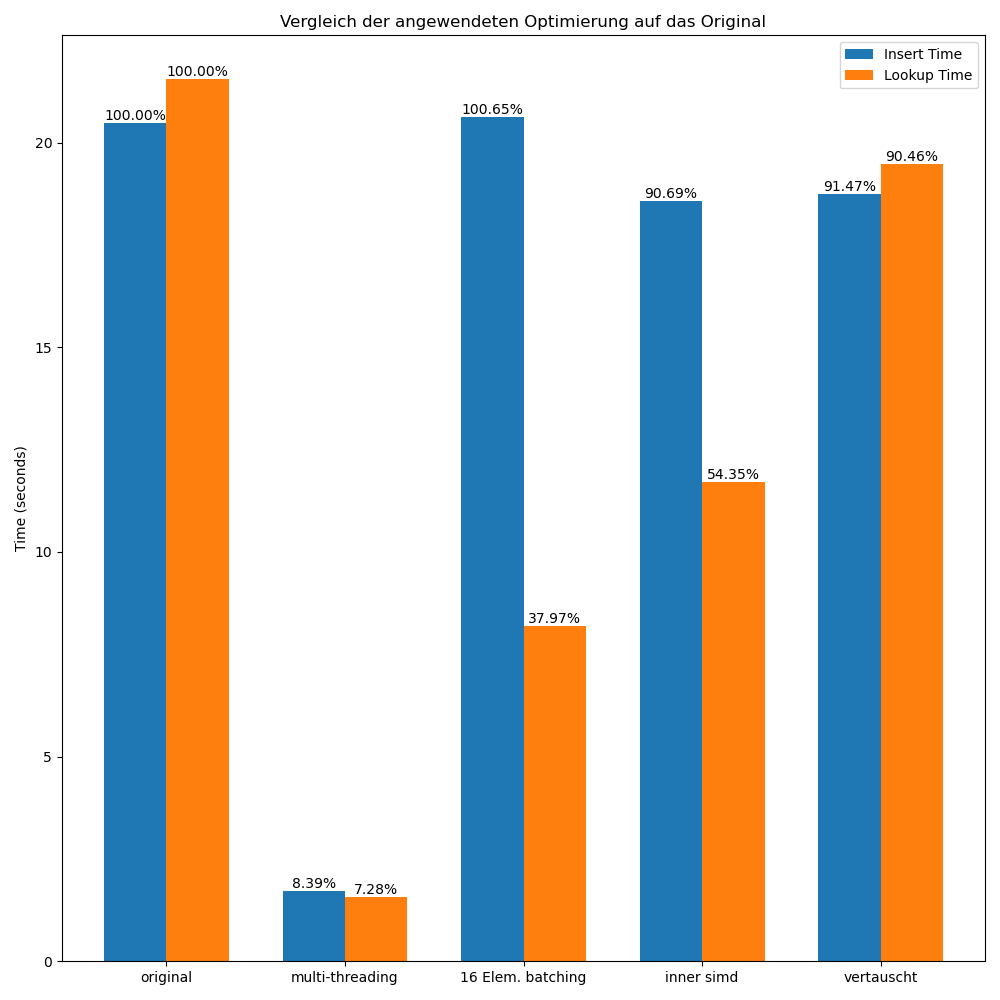 Vergleich der angewendeten Optimierung auf das Original
Insert Time
Lookup Time
Time (seconds)
20
15
10
5
0
100.00%
100.00%
8.39%
7.28%
100.65%
37.97%
90.69%
54.35%
91.47%
90.46%
original
multi-threading
16 Elem. batching
inner simd
vertauscht